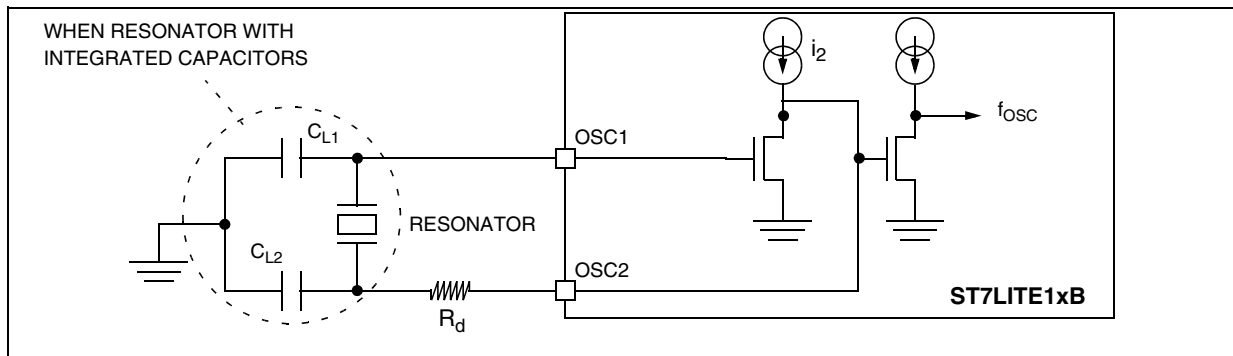 WHEN RESONATOR WITH
INTEGRATED CAPACITORS
i2
fOSC
CL1
OSC1
RESONATOR
CL2
OSC2
Rd
ST7LITE1xB